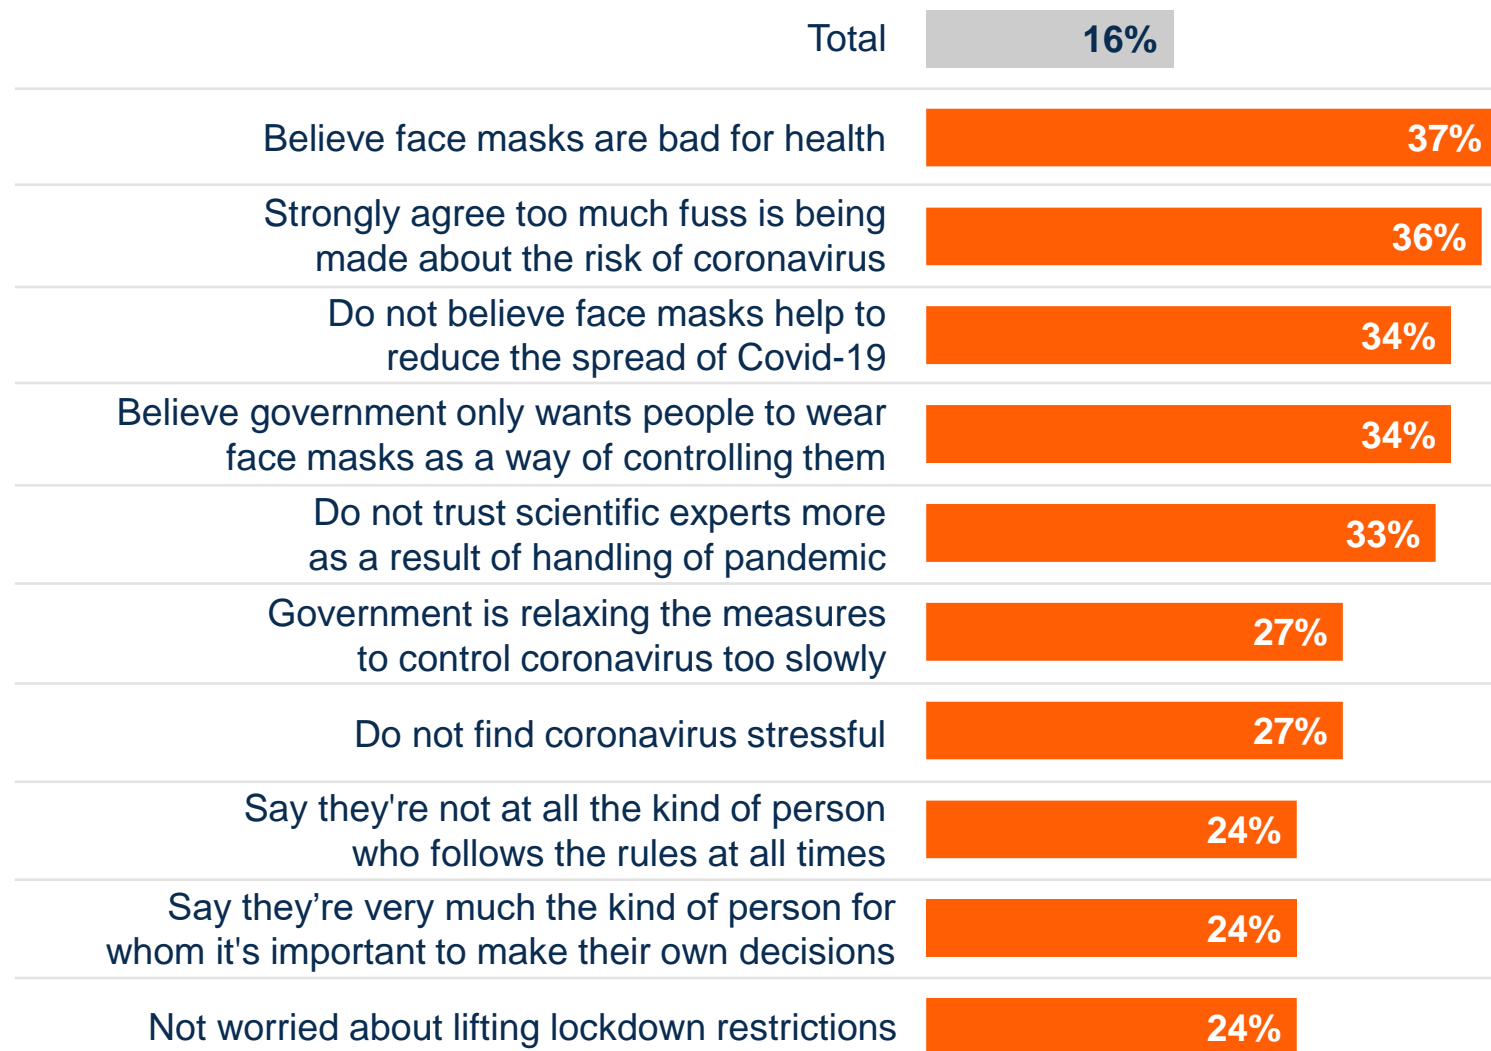 Total 16%
Believe face masks are bad for health 37%
Strongly agree too much fuss is being
made about the risk of coronavirus 36%
Do not believe face masks help to
reduce the spread of Covid-19 34%
Believe government only wants people to wear
face masks as a way of controlling them 34%
Do not trust scientific experts more
as a result of handling of pandemic 33%
Government is relaxing the measures
to control coronavirus too slowly 27%
Do not find coronavirus stressful 27%
Say they're not at all the kind of person
who follows the rules at all times 24%
Say they’re very much the kind of person for
whom it's important to make their own decisions 24%
Not worried about lifting lockdown restrictions 24%